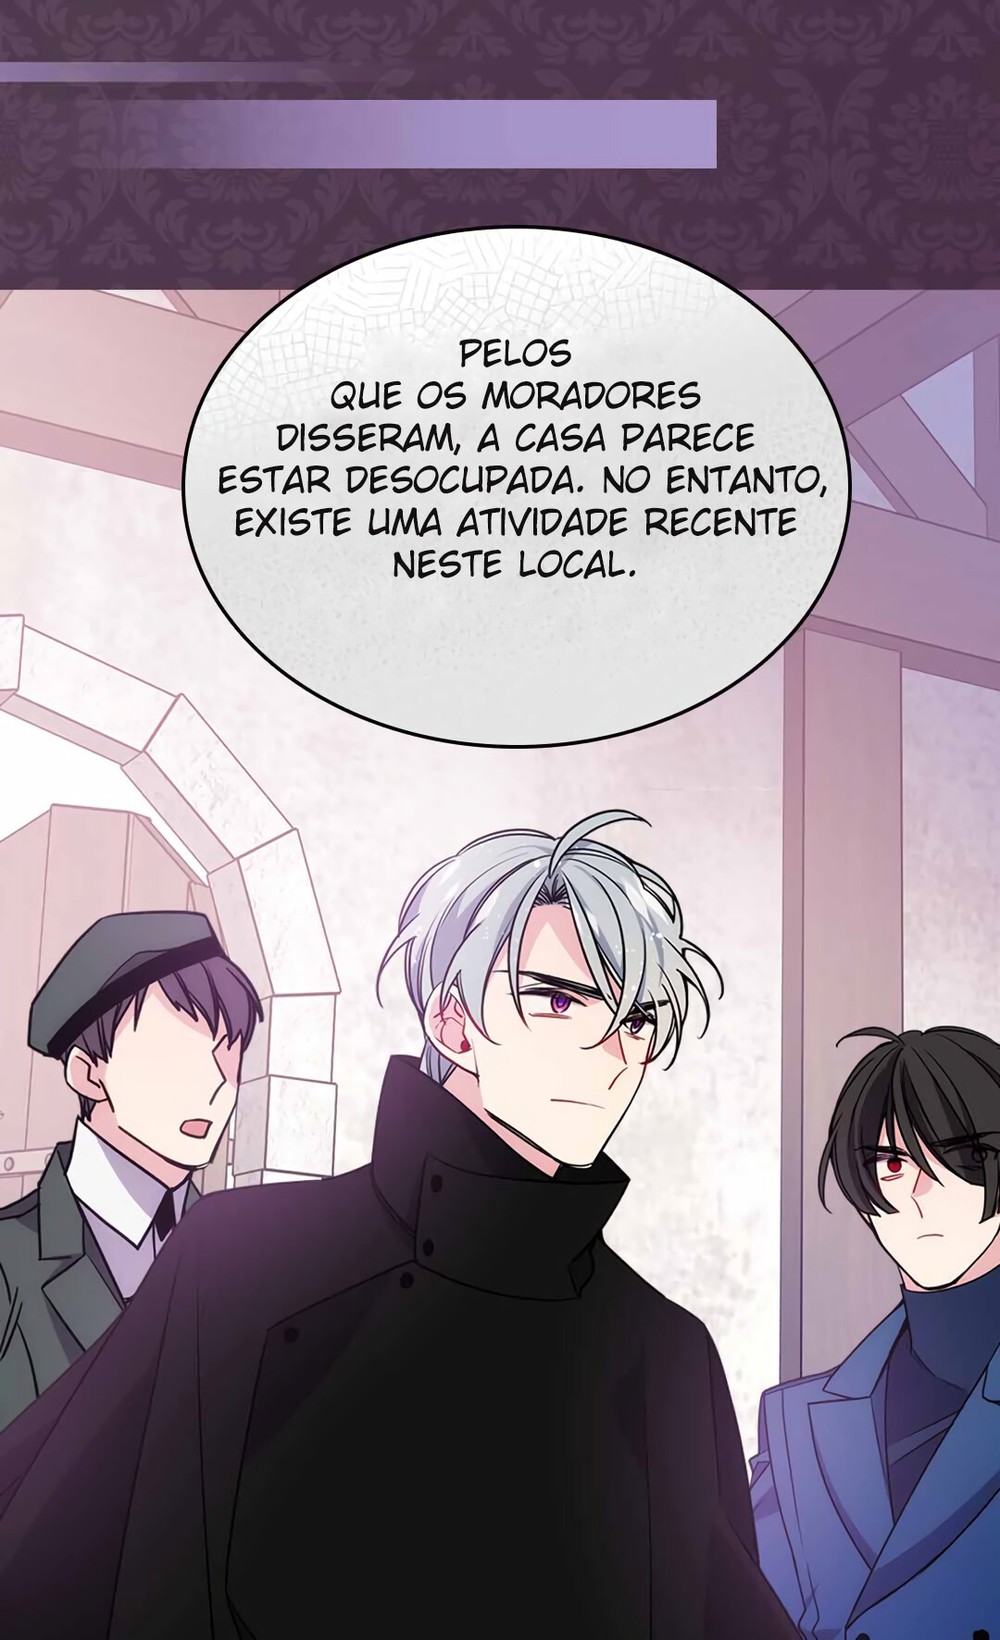 PELOS
QUE OS MORADORES
DISSERAM, A CASA PARECE
ESTAR DESOCUPADA. NO ENTANTO,
EXISTE UMA ATIVIDADE RECENTE
NESTE LOCAL.